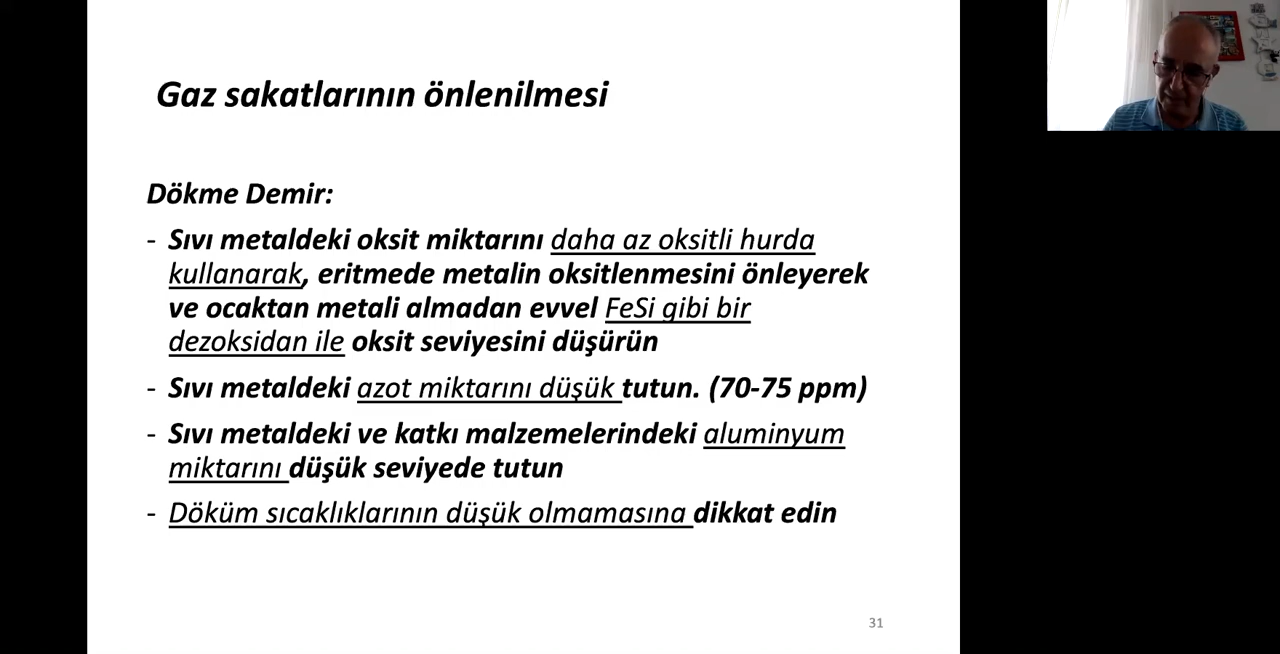 Gaz sakatlarının önlenilmesi
Dökme Demir:
- Sıvı metaldeki oksit miktarını daha az oksitli hurda
kullanarak, eritmede metalin oksitlenmesini önleyerek
ve ocaktan metali almadan evvel FeSi gibi bir
dezoksidan ile oksit seviyesini düşürün
- Sıvı metaldeki azot miktarını düşük tutun. (70-75 ppm)
- Sıvı metaldeki ve katkı malzemelerindeki aluminyum
miktarını düşük seviyede tutun
- Döküm sıcaklıklarının düşük olmamasına dikkat edin
31